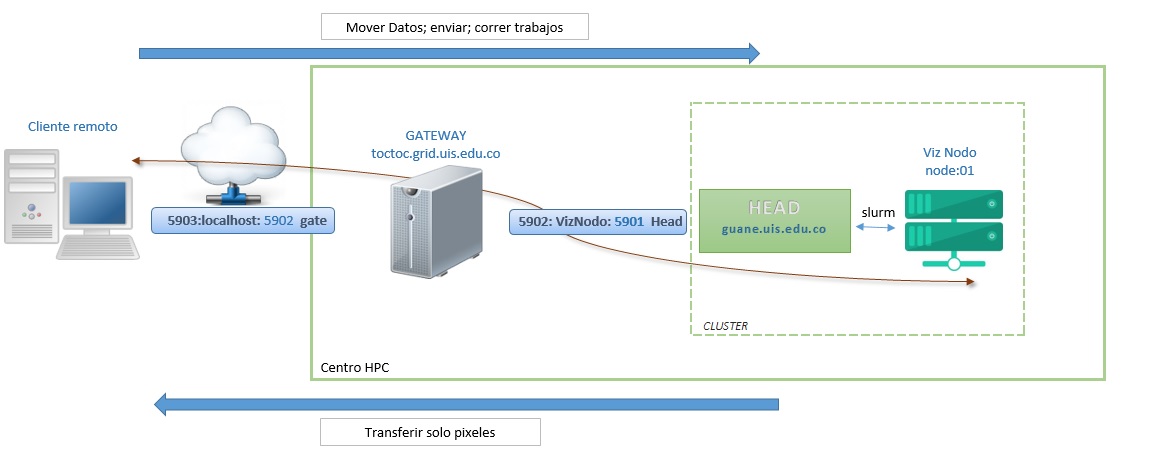 Mover Datos; enviar; correr trabajos
Cliente remoto
GATEWAY
toctoc.grid.uis.edu.co
Viz Nodo
node:01
HEAD
guane.uis.edu.co
slurm
5903:localhost: 5902 gate
5902: VizNodo: 5901 Head
CLUSTER
Centro HPC
Transferir solo pixeles